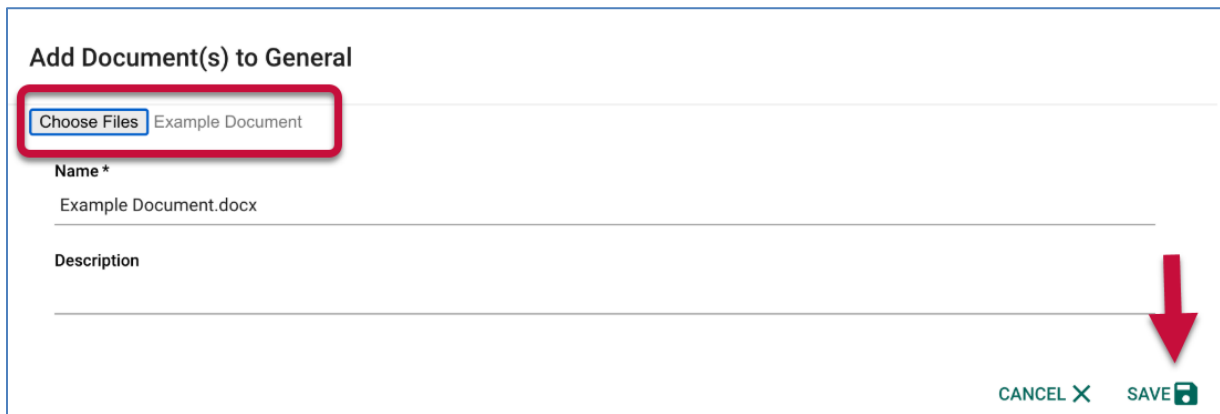 Add Document(s) to General
Choose Files Example Document
Name *
Example Document.docx
Description
CANCEL SAVE